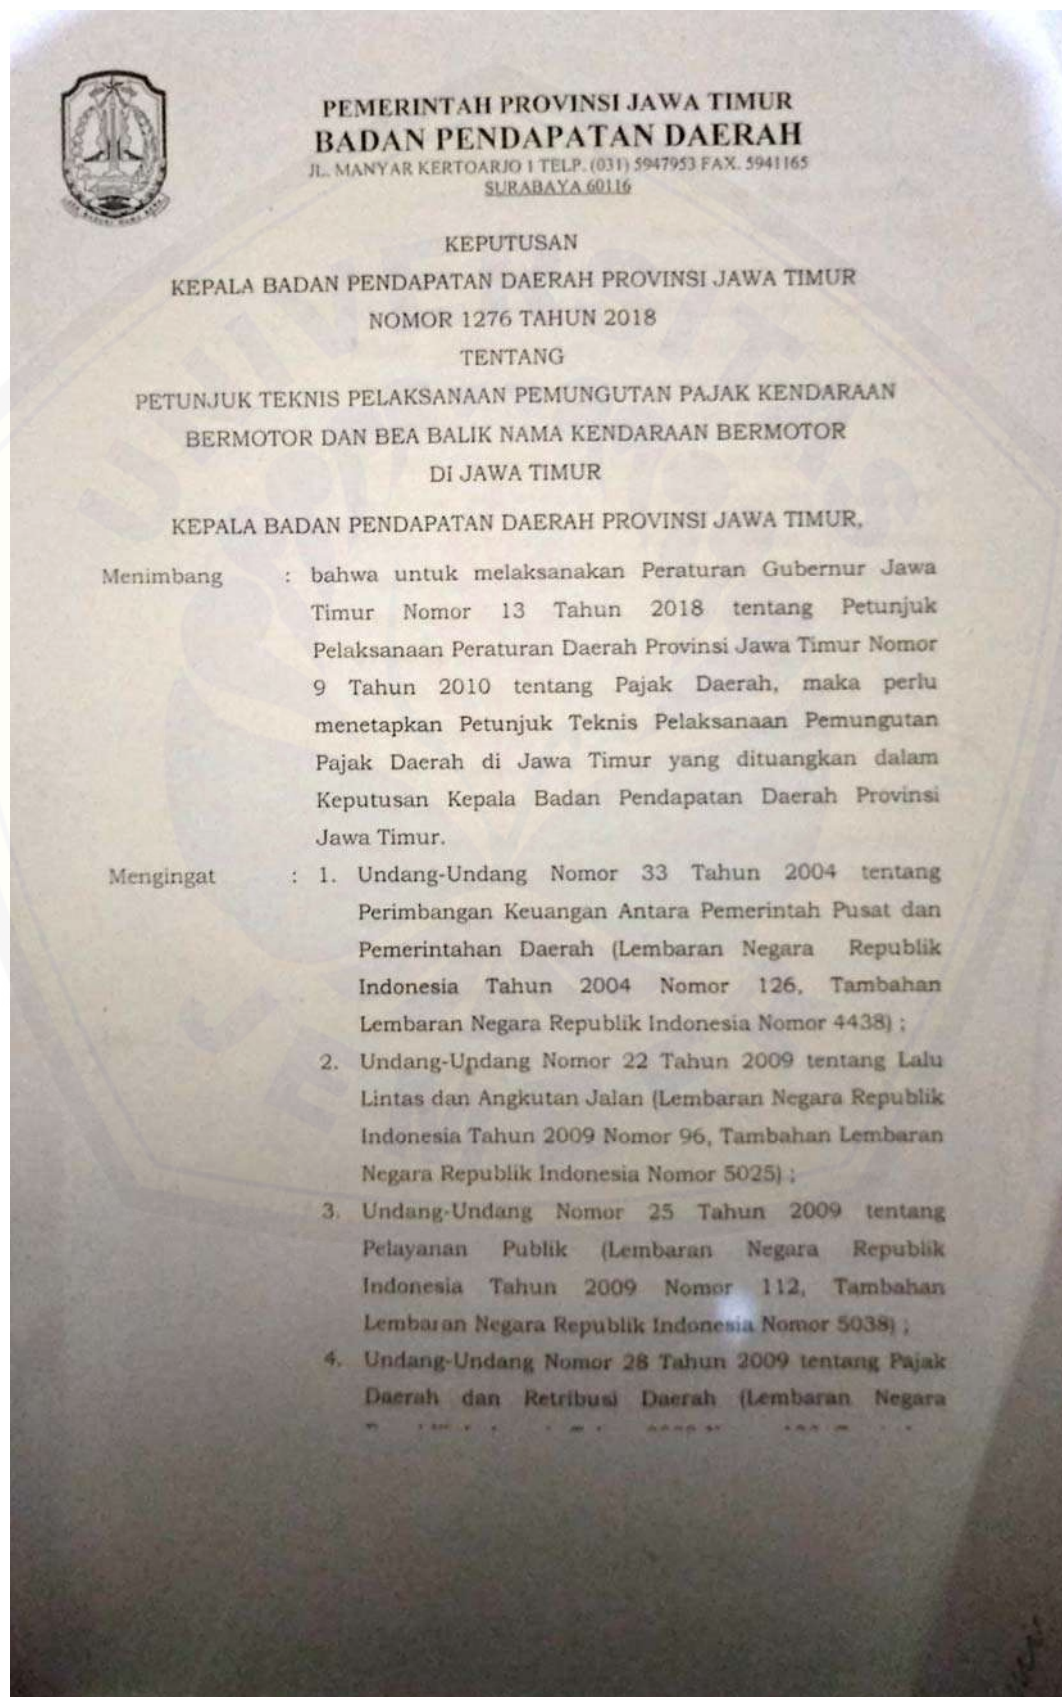 PEMERINTAH PROVINSI JAWA TIMUR
BADAN PENDAPATAN DAERAH
JL. MANYAR KERTOARJO 1 TELP. (031) 5947953 FAX. 5941165
SURABAYA 60116
KEPUTUSAN
KEPALA BADAN PENDAPATAN DAERAH PROVINSI JAWA TIMUR
NOMOR 1276 TAHUN 2018
TENTANG
PETUNJUK TEKNIS PELAKSANAAN PEMUNGUTAN PAJAK KENDARAAN
BERMOTOR DAN BEA BALIK NAMA KENDARAAN BERMOTOR
DI JAWA TIMUR
KEPALA BADAN PENDAPATAN DAERAH PROVINSI JAWA TIMUR,
Menimbang : bahwa untuk melaksanakan Peraturan Gubernur Jawa
Timur Nomor 13 Tahun 2018 tentang Petunjuk
Pelaksanaan Peraturan Daerah Provinsi Jawa Timur Nomor
9 Tahun 2010 tentang Pajak Daerah, maka perlu
menetapkan Petunjuk Teknis Pelaksanaan Pemungutan
Pajak Daerah di Jawa Timur yang dituangkan dalam
Keputusan Kepala Badan Pendapatan Daerah Provinsi
Jawa Timur.
Mengingat : 1. Undang-Undang Nomor 33 Tahun 2004 tentang
Perimbangan Keuangan Antara Pemerintah Pusat dan
Pemerintahan Daerah (Lembaran Negara Republik
Indonesia Tahun 2004 Nomor 126, Tambahan
Lembaran Negara Republik Indonesia Nomor 4438) ;
2. Undang-Undang Nomor 22 Tahun 2009 tentang Lalu
Lintas dan Angkutan Jalan (Lembaran Negara Republik
Indonesia Tahun 2009 Nomor 96, Tambahan Lembaran
Negara Republik Indonesia Nomor 5025) ;
3. Undang-Undang Nomor 25 Tahun 2009 tentang
Pelayanan Publik (Lembaran Negara Republik
Indonesia Tahun 2009 Nomor 112, Tambahan
Lembaran Negara Republik Indonesia Nomor 5038) ;
4. Undang-Undang Nomor 28 Tahun 2009 tentang Pajak
Daerah dan Retribusi Daerah (Lembaran Negara